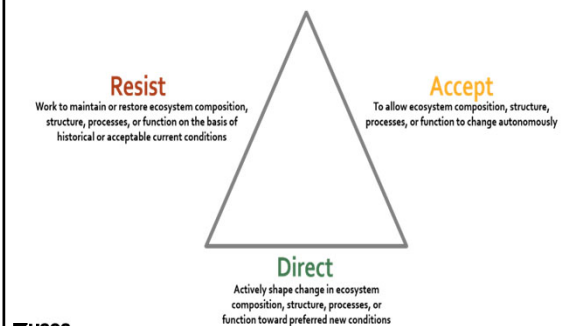 Resist
Work to maintain or restore ecosystem composition,
structure, processes, or function on the basis of
historical or acceptable current conditions
Accept
To allow ecosystem composition, structure,
processes, or function to change autonomously
Direct
Actively shape change in ecosystem
composition, structure, processes, or
function toward preferred new conditions